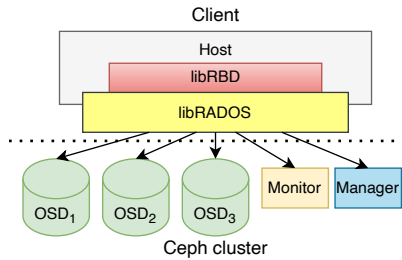 Client
Host
libRBD
libRADOS
OSD₁ OSD₂ OSD₃ Monitor Manager
Ceph cluster